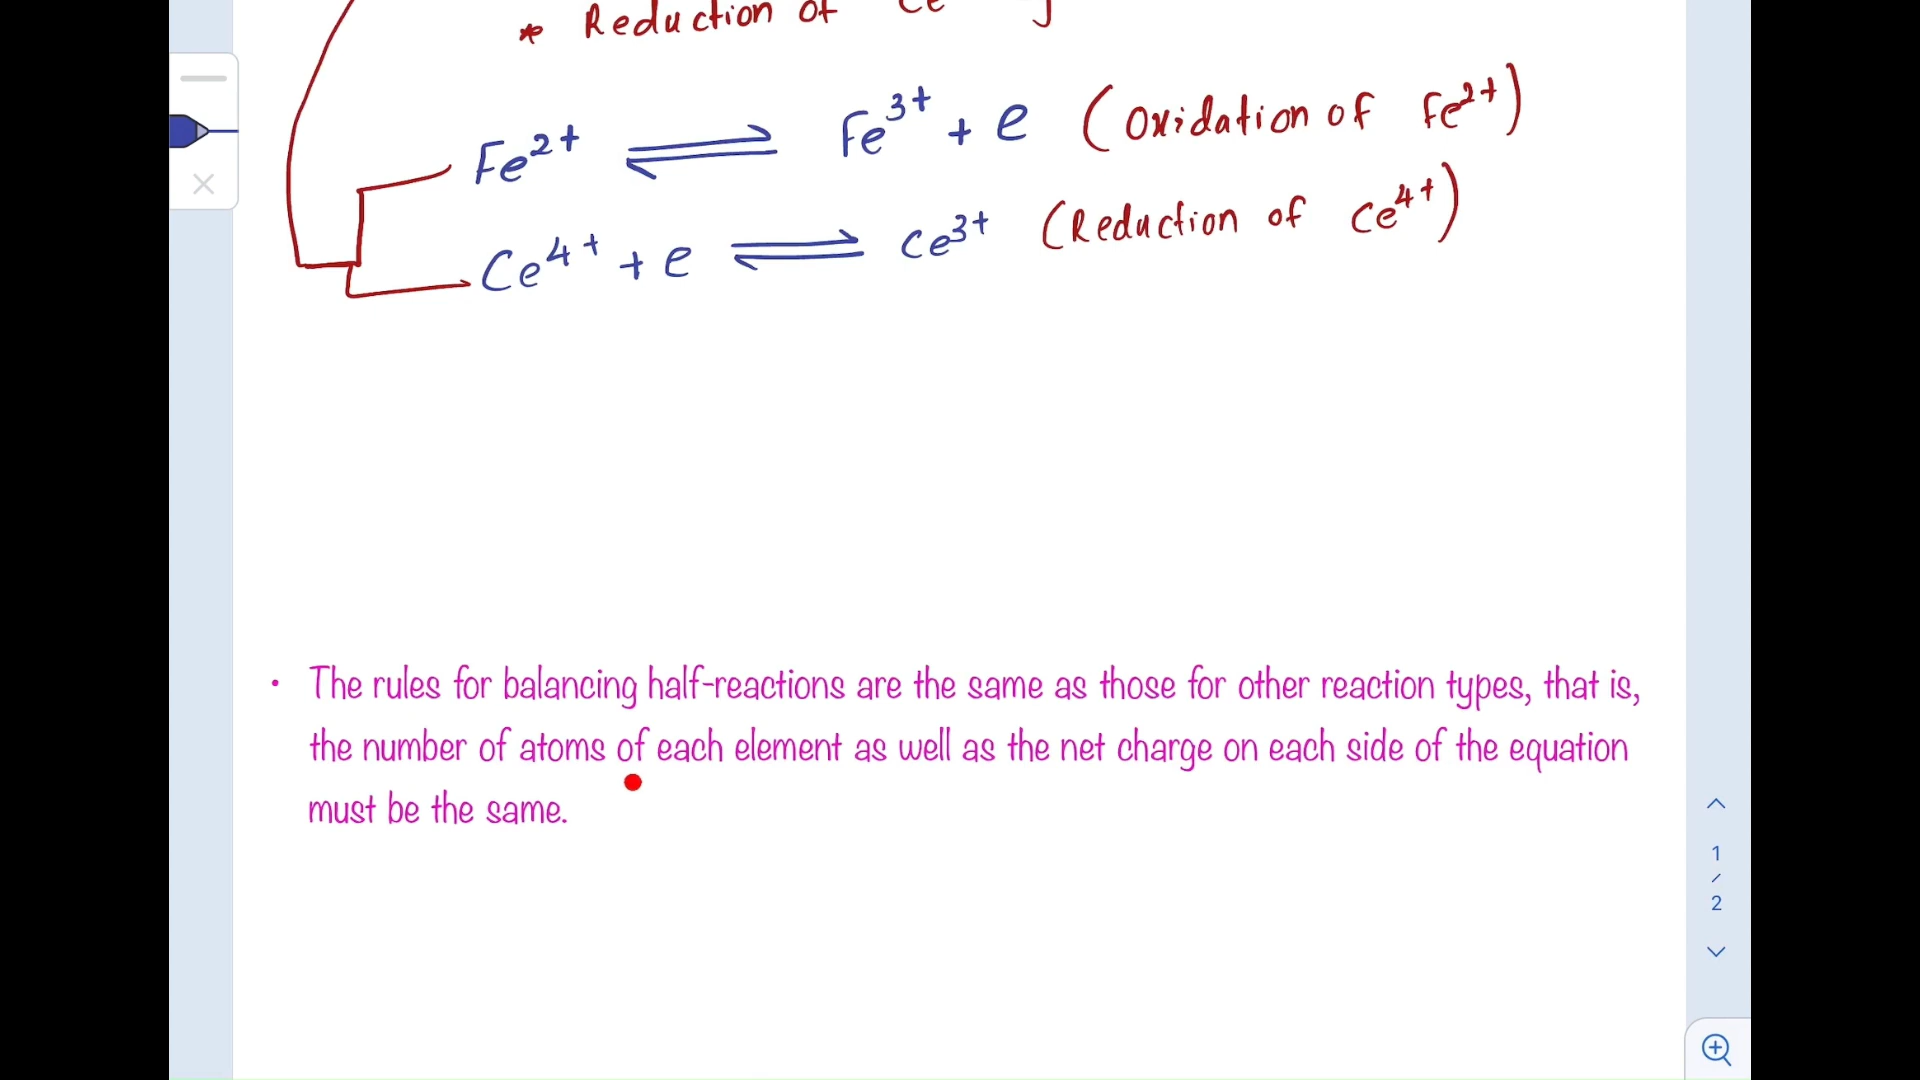 * Reduction of Ce
Fe²⁺ ⇌ Fe³⁺ + e (Oxidation of Fe²⁺)
Ce⁴⁺ + e ⇌ Ce³⁺ (Reduction of Ce⁴⁺)
• The rules for balancing half-reactions are the same as those for other reaction types, that is,
the number of atoms of each element as well as the net charge on each side of the equation
must be the same.
1
/
2